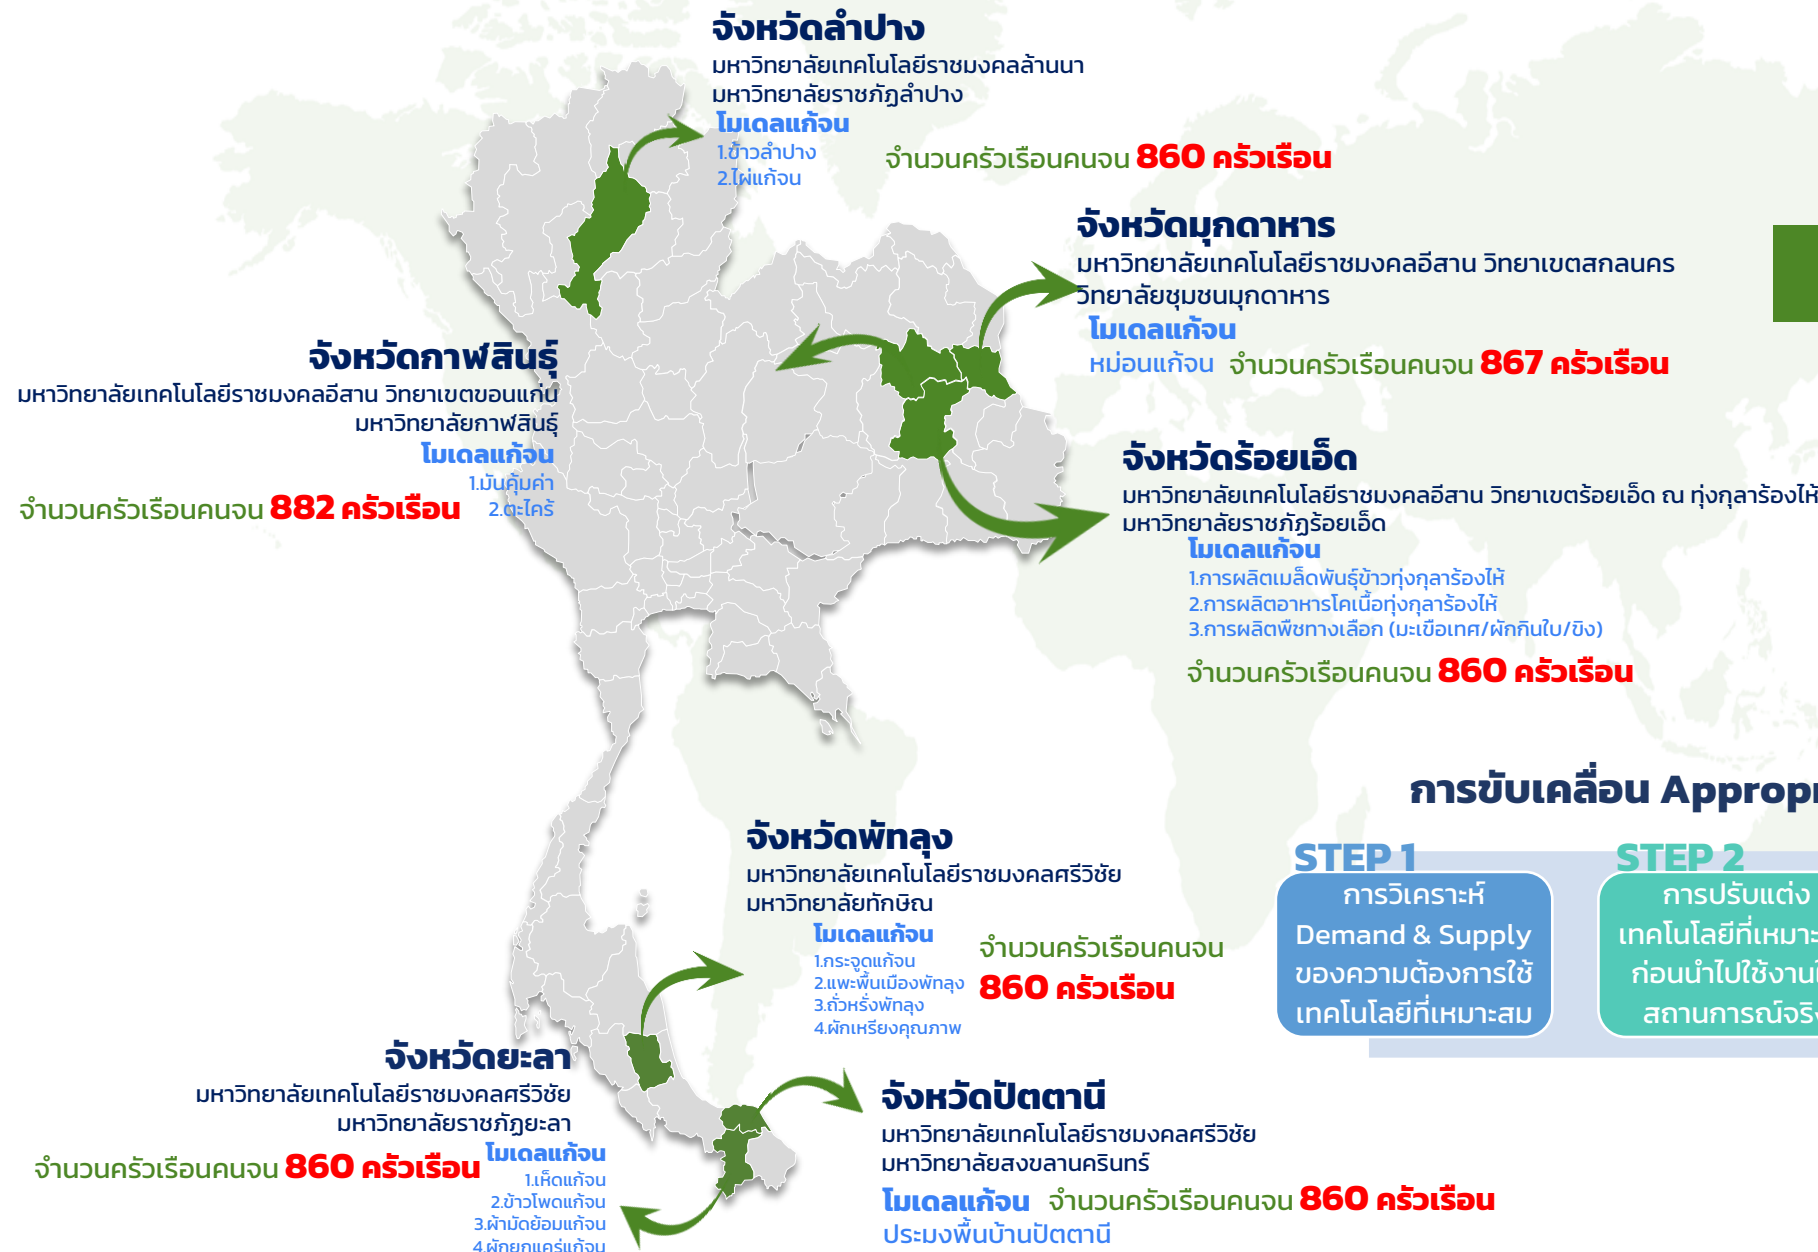 จังหวัดลำปาง
มหาวิทยาลัยเทคโนโลยีราชมงคลล้านนา
มหาวิทยาลัยราชภัฏลำปาง
โมเดลแก้จน
1.ข้าวลำปาง
2.ไผ่แก้จน
จำนวนครัวเรือนคนจน 860 ครัวเรือน
จังหวัดมุกดาหาร
มหาวิทยาลัยเทคโนโลยีราชมงคลอีสาน วิทยาเขตสกลนคร
วิทยาลัยชุมชนมุกดาหาร
โมเดลแก้จน
หม่อนแก้จน จำนวนครัวเรือนคนจน 867 ครัวเรือน
จังหวัดกาฬสินธุ์
มหาวิทยาลัยเทคโนโลยีราชมงคลอีสาน วิทยาเขตขอนแก่น
มหาวิทยาลัยกาฬสินธุ์
โมเดลแก้จน
1.มันคุ้มค่า
2.ตะไคร้
จำนวนครัวเรือนคนจน 882 ครัวเรือน
จังหวัดร้อยเอ็ด
มหาวิทยาลัยเทคโนโลยีราชมงคลอีสาน วิทยาเขตร้อยเอ็ด ณ ทุ่งกุลาร้องไห้
มหาวิทยาลัยราชภัฏร้อยเอ็ด
โมเดลแก้จน
1.การผลิตเมล็ดพันธุ์ข้าวทุ่งกุลาร้องไห้
2.การผลิตอาหารโคเนื้อทุ่งกุลาร้องไห้
3.การผลิตพืชทางเลือก (มะเขือเทศ/ผักกินใบ/ขิง)
จำนวนครัวเรือนคนจน 860 ครัวเรือน
การขับเคลื่อน Appropr
STEP 1
การวิเคราะห์
Demand & Supply
ของความต้องการใช้
เทคโนโลยีที่เหมาะสม
STEP 2
การปรับแต่ง
เทคโนโลยีที่เหมาะ
ก่อนนำไปใช้งาน
สถานการณ์จริง
จังหวัดพัทลุง
มหาวิทยาลัยเทคโนโลยีราชมงคลศรีวิชัย
มหาวิทยาลัยทักษิณ
โมเดลแก้จน
1.กระจูดแก้จน
2.แพะพื้นเมืองพัทลุง
3.ถั่วหรั่งพัทลุง
4.ผักเหรียงคุณภาพ
จำนวนครัวเรือนคนจน
860 ครัวเรือน
จังหวัดยะลา
มหาวิทยาลัยเทคโนโลยีราชมงคลศรีวิชัย
มหาวิทยาลัยราชภัฏยะลา
โมเดลแก้จน
1.เห็ดแก้จน
2.ข้าวโพดแก้จน
3.ผ้ามัดย้อมแก้จน
4.ผักยกแคร่แก้จน
จำนวนครัวเรือนคนจน 860 ครัวเรือน
จังหวัดปัตตานี
มหาวิทยาลัยเทคโนโลยีราชมงคลศรีวิชัย
มหาวิทยาลัยสงขลานครินทร์
โมเดลแก้จน จำนวนครัวเรือนคนจน 860 ครัวเรือน
ประมงพื้นบ้านปัตตานี